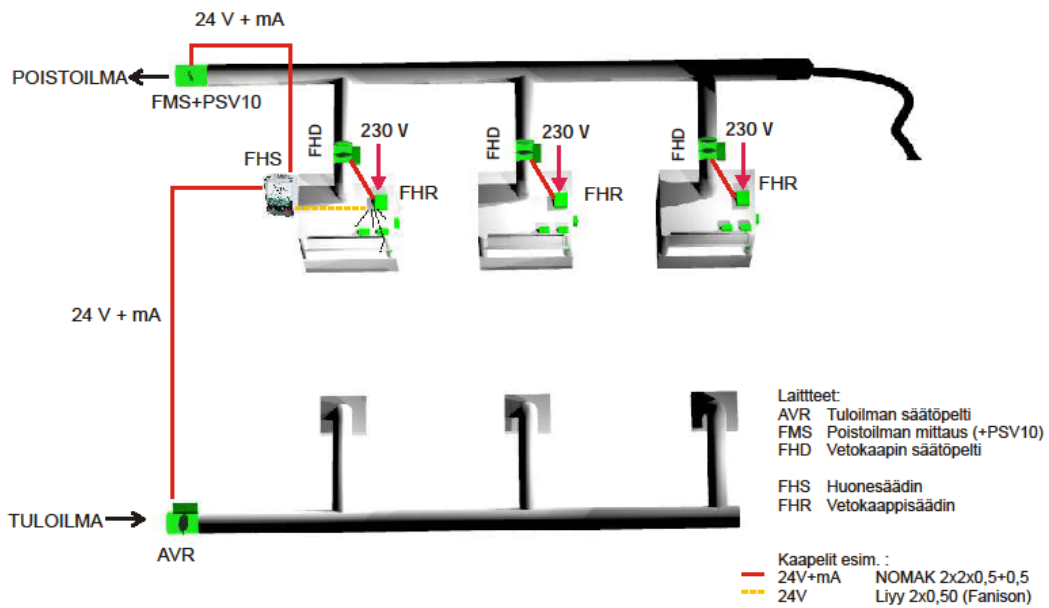 24 V + mA
POISTOILMA
FMS+PSV10
FHS
FHD
230 V
FHR
FHD
230 V
FHD
230 V
FHR
24 V + mA
TULOILMA
AVR
Laittteet:
AVR Tuloilman säätöpelti
FMS Poistoilman mittaus (+PSV10)
FHD Vetokaapin säätöpelti
FHS Huonesäädin
FHR Vetokaappisäädin
Kaapelit esim. :
24V+mA NOMAK 2x2x0,5+0,5
24V Liyy 2x0,50 (Fanison)